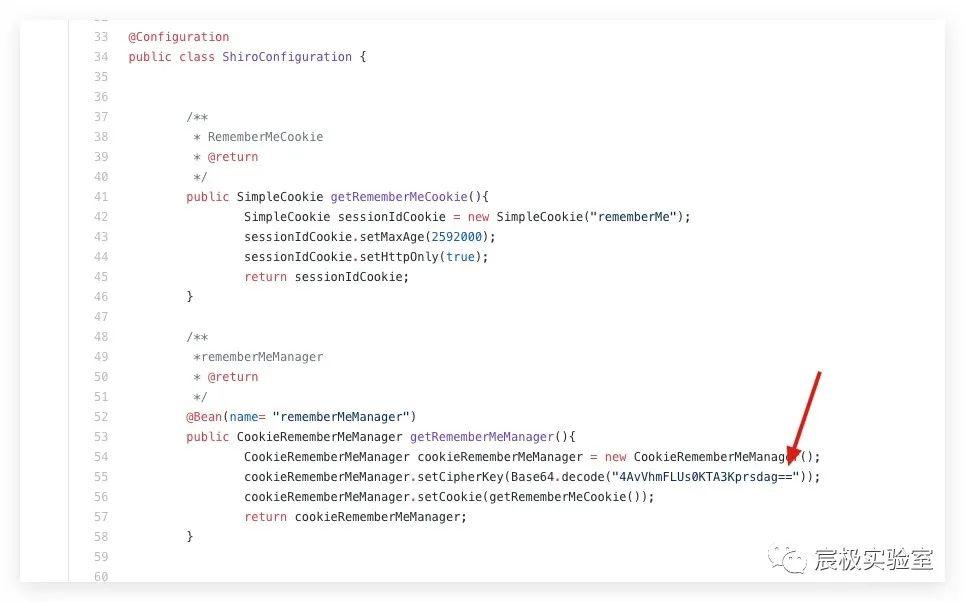 33 @Configuration
34 public class ShiroConfiguration {
35
36
37 /**
38 * RememberMeCookie
39 * @return
40 */
41 public SimpleCookie getRememberMeCookie(){
42 SimpleCookie sessionIdCookie = new SimpleCookie("rememberMe");
43 sessionIdCookie.setMaxAge(2592000);
44 sessionIdCookie.setHttpOnly(true);
45 return sessionIdCookie;
46 }
47
48 /**
49 *rememberMeManager
50 * @return
51 */
52 @Bean(name= "rememberMeManager")
53 public CookieRememberMeManager getRememberMeManager(){
54 CookieRememberMeManager cookieRememberMeManager = new CookieRememberMeManager();
55 cookieRememberMeManager.setCipherKey(Base64.decode("4AvVhmFLUs0KTA3Kprsdag=="));
56 cookieRememberMeManager.setCookie(getRememberMeCookie());
57 return cookieRememberMeManager;
58 }
59
60
宸极实验室